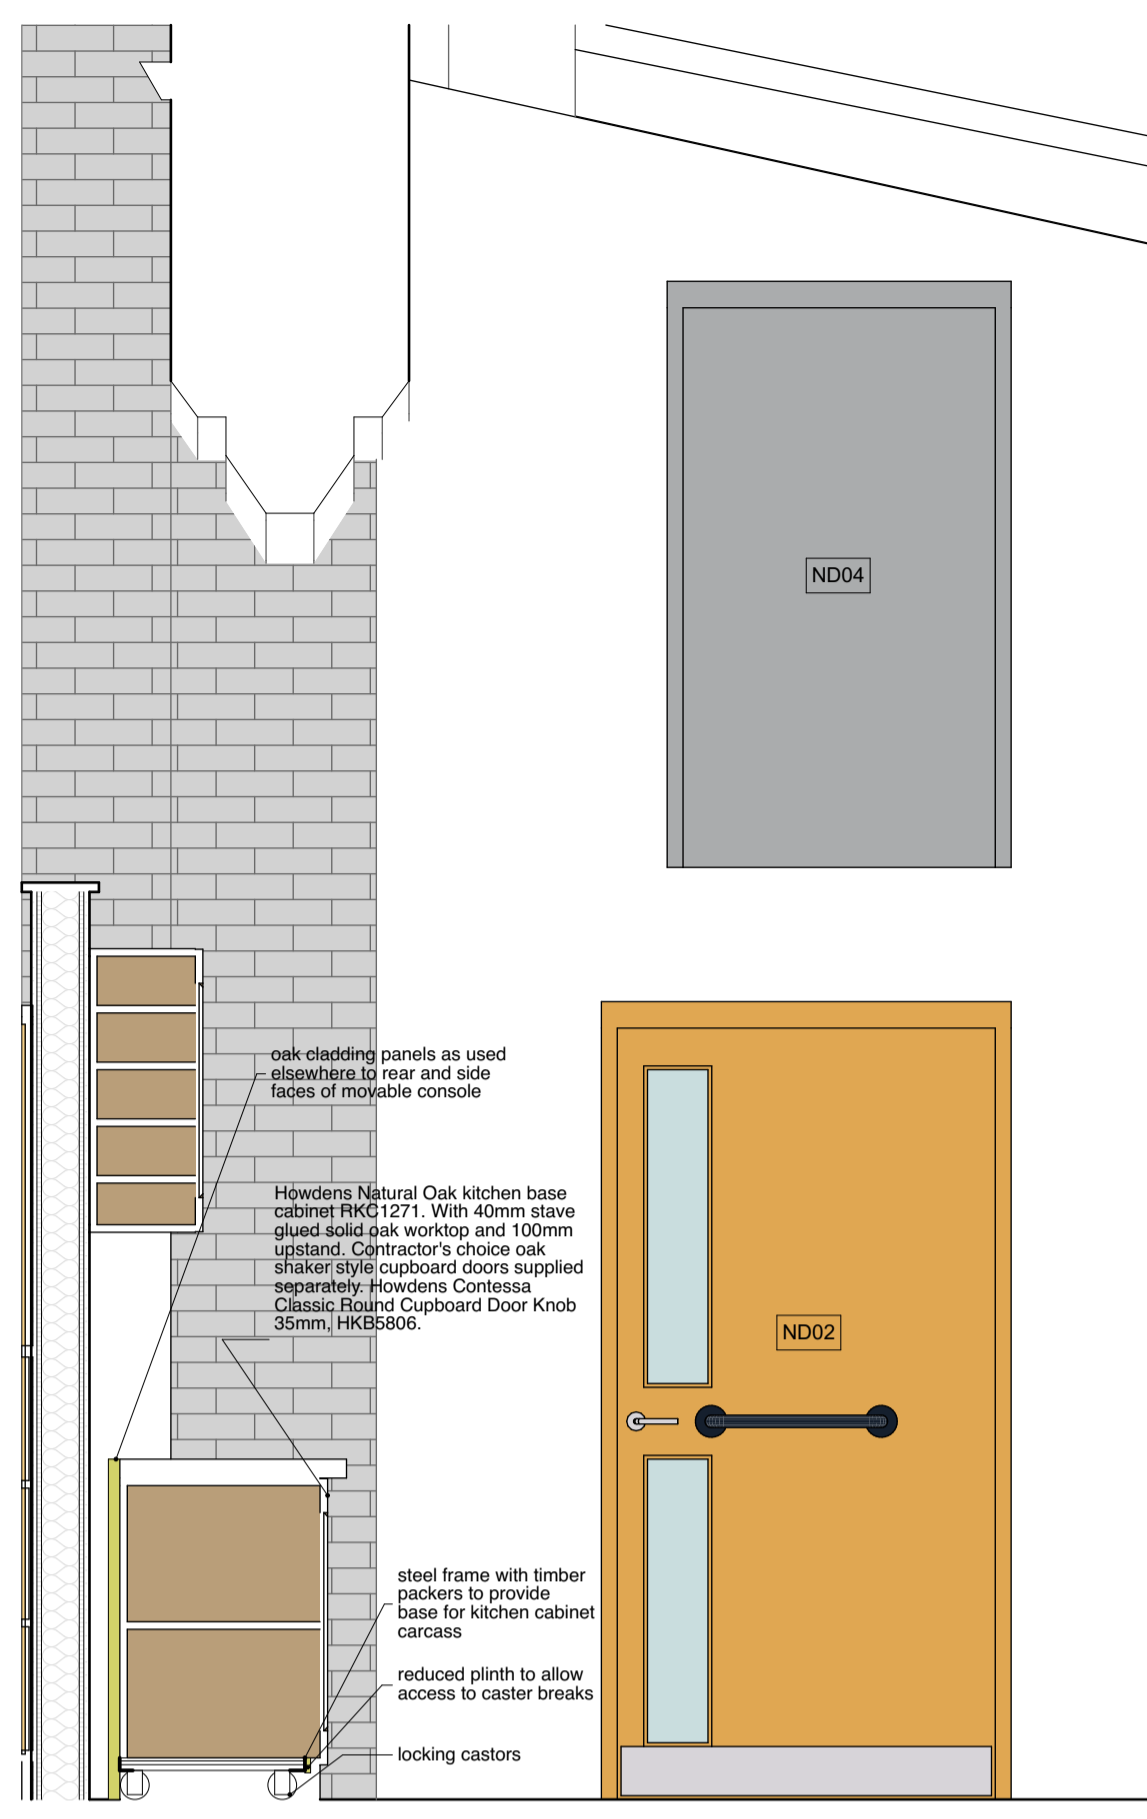 ND04
oak cladding panels as used
elsewhere to rear and side
faces of movable console
Howdens Natural Oak kitchen base
cabinet RKC1271. With 40mm stave
glued solid oak worktop and 100mm
upstand. Contractor's choice oak
shaker style cupboard doors supplied
separately. Howdens Contessa
Classic Round Cupboard Door Knob
35mm, HKB5806.
ND02
steel frame with timber
packers to provide
base for kitchen cabinet
carcass
reduced plinth to allow
access to caster breaks
locking castors